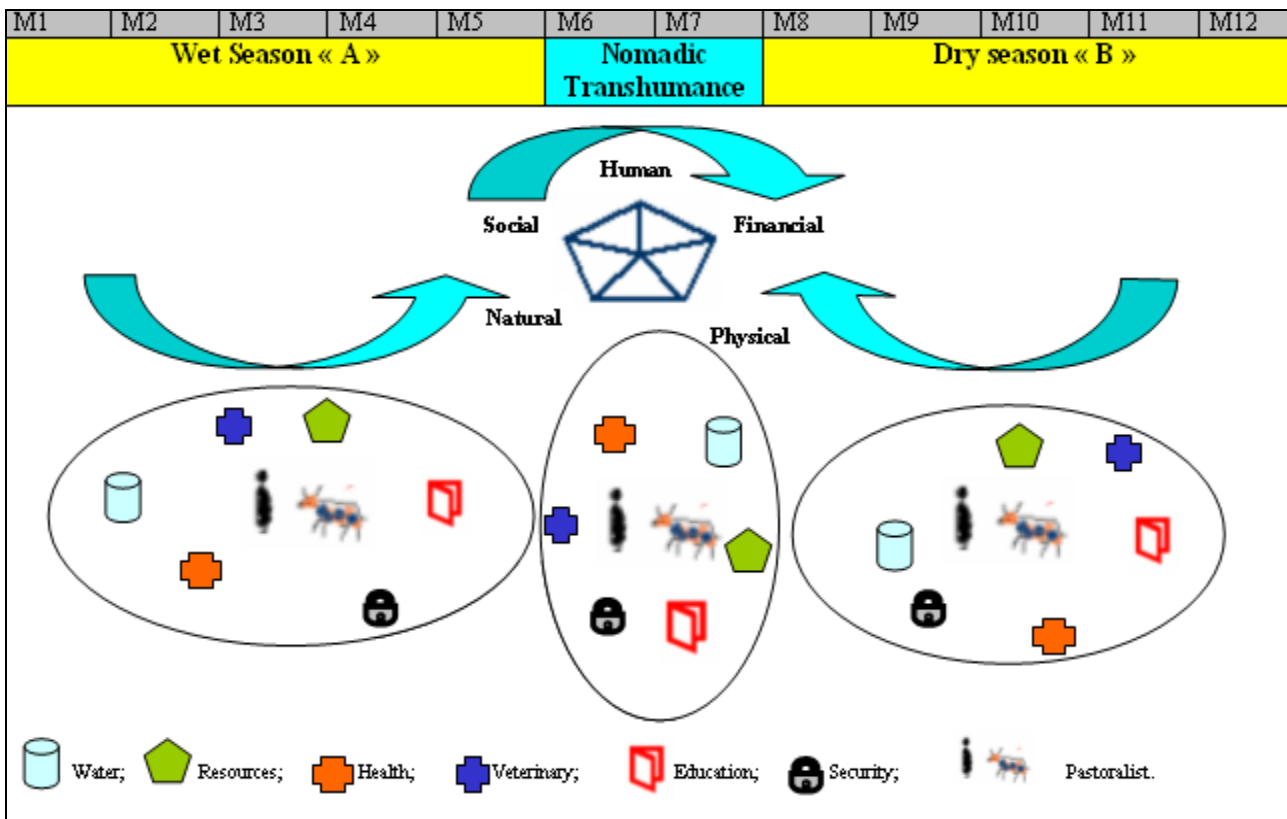 M1 M2 M3 M4 M5 M6 M7 M8 M9 M10 M11 M12
Wet Season « A »
Nomadic
Transhumance
Dry season « B »
Human
Social
Financial
Natural
Physical
Water;
Resources;
Health;
Veterinary;
Education;
Security;
Pastoralist.